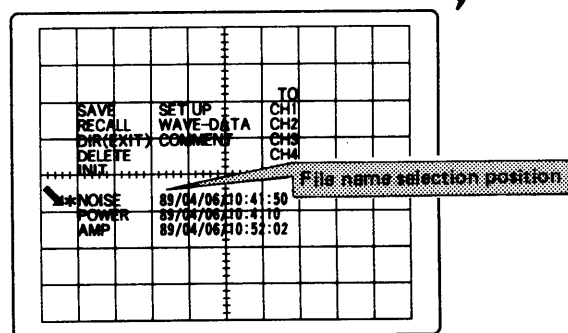 TO
SAVE SET UP CH1
RECALL WAVE-DATA CH2
DIR(EXIT) COMMENT CH3
DELETE CH4
INIT.
File name selection position
*NOISE 89/04/06/10:41:50
POWER 89/04/06/10:4 :10
AMP 89/04/06/10:52:02